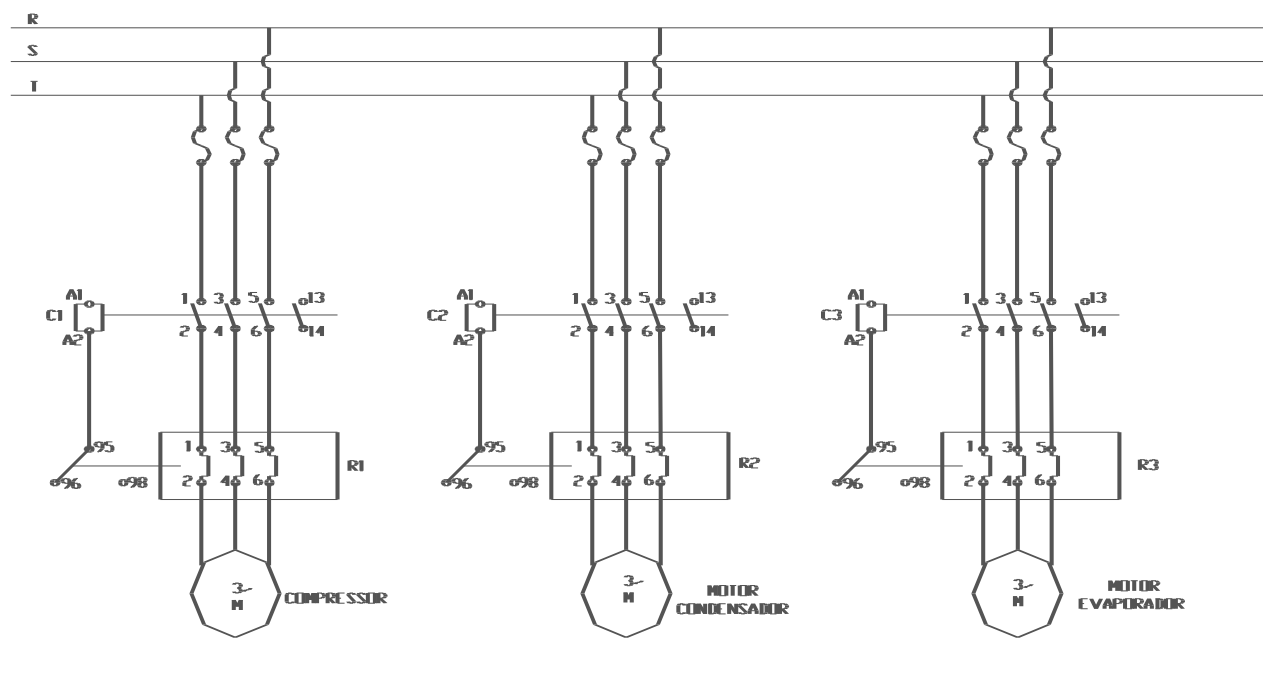 R
S
T
A1 1 3 5 13 A1 1 3 5 13 A1 1 3 5 13
C1 C2 C3
A2 2 4 6 14 A2 2 4 6 14 A2 2 4 6 14
95 1 3 5 95 1 3 5 95 1 3 5
R1 R2 R3
96 98 2 4 6 96 98 2 4 6 96 98 2 4 6
3~ 3~ 3~
M COMPRESSOR M MOTOR M MOTOR
CONDENSADOR EVAPORADOR